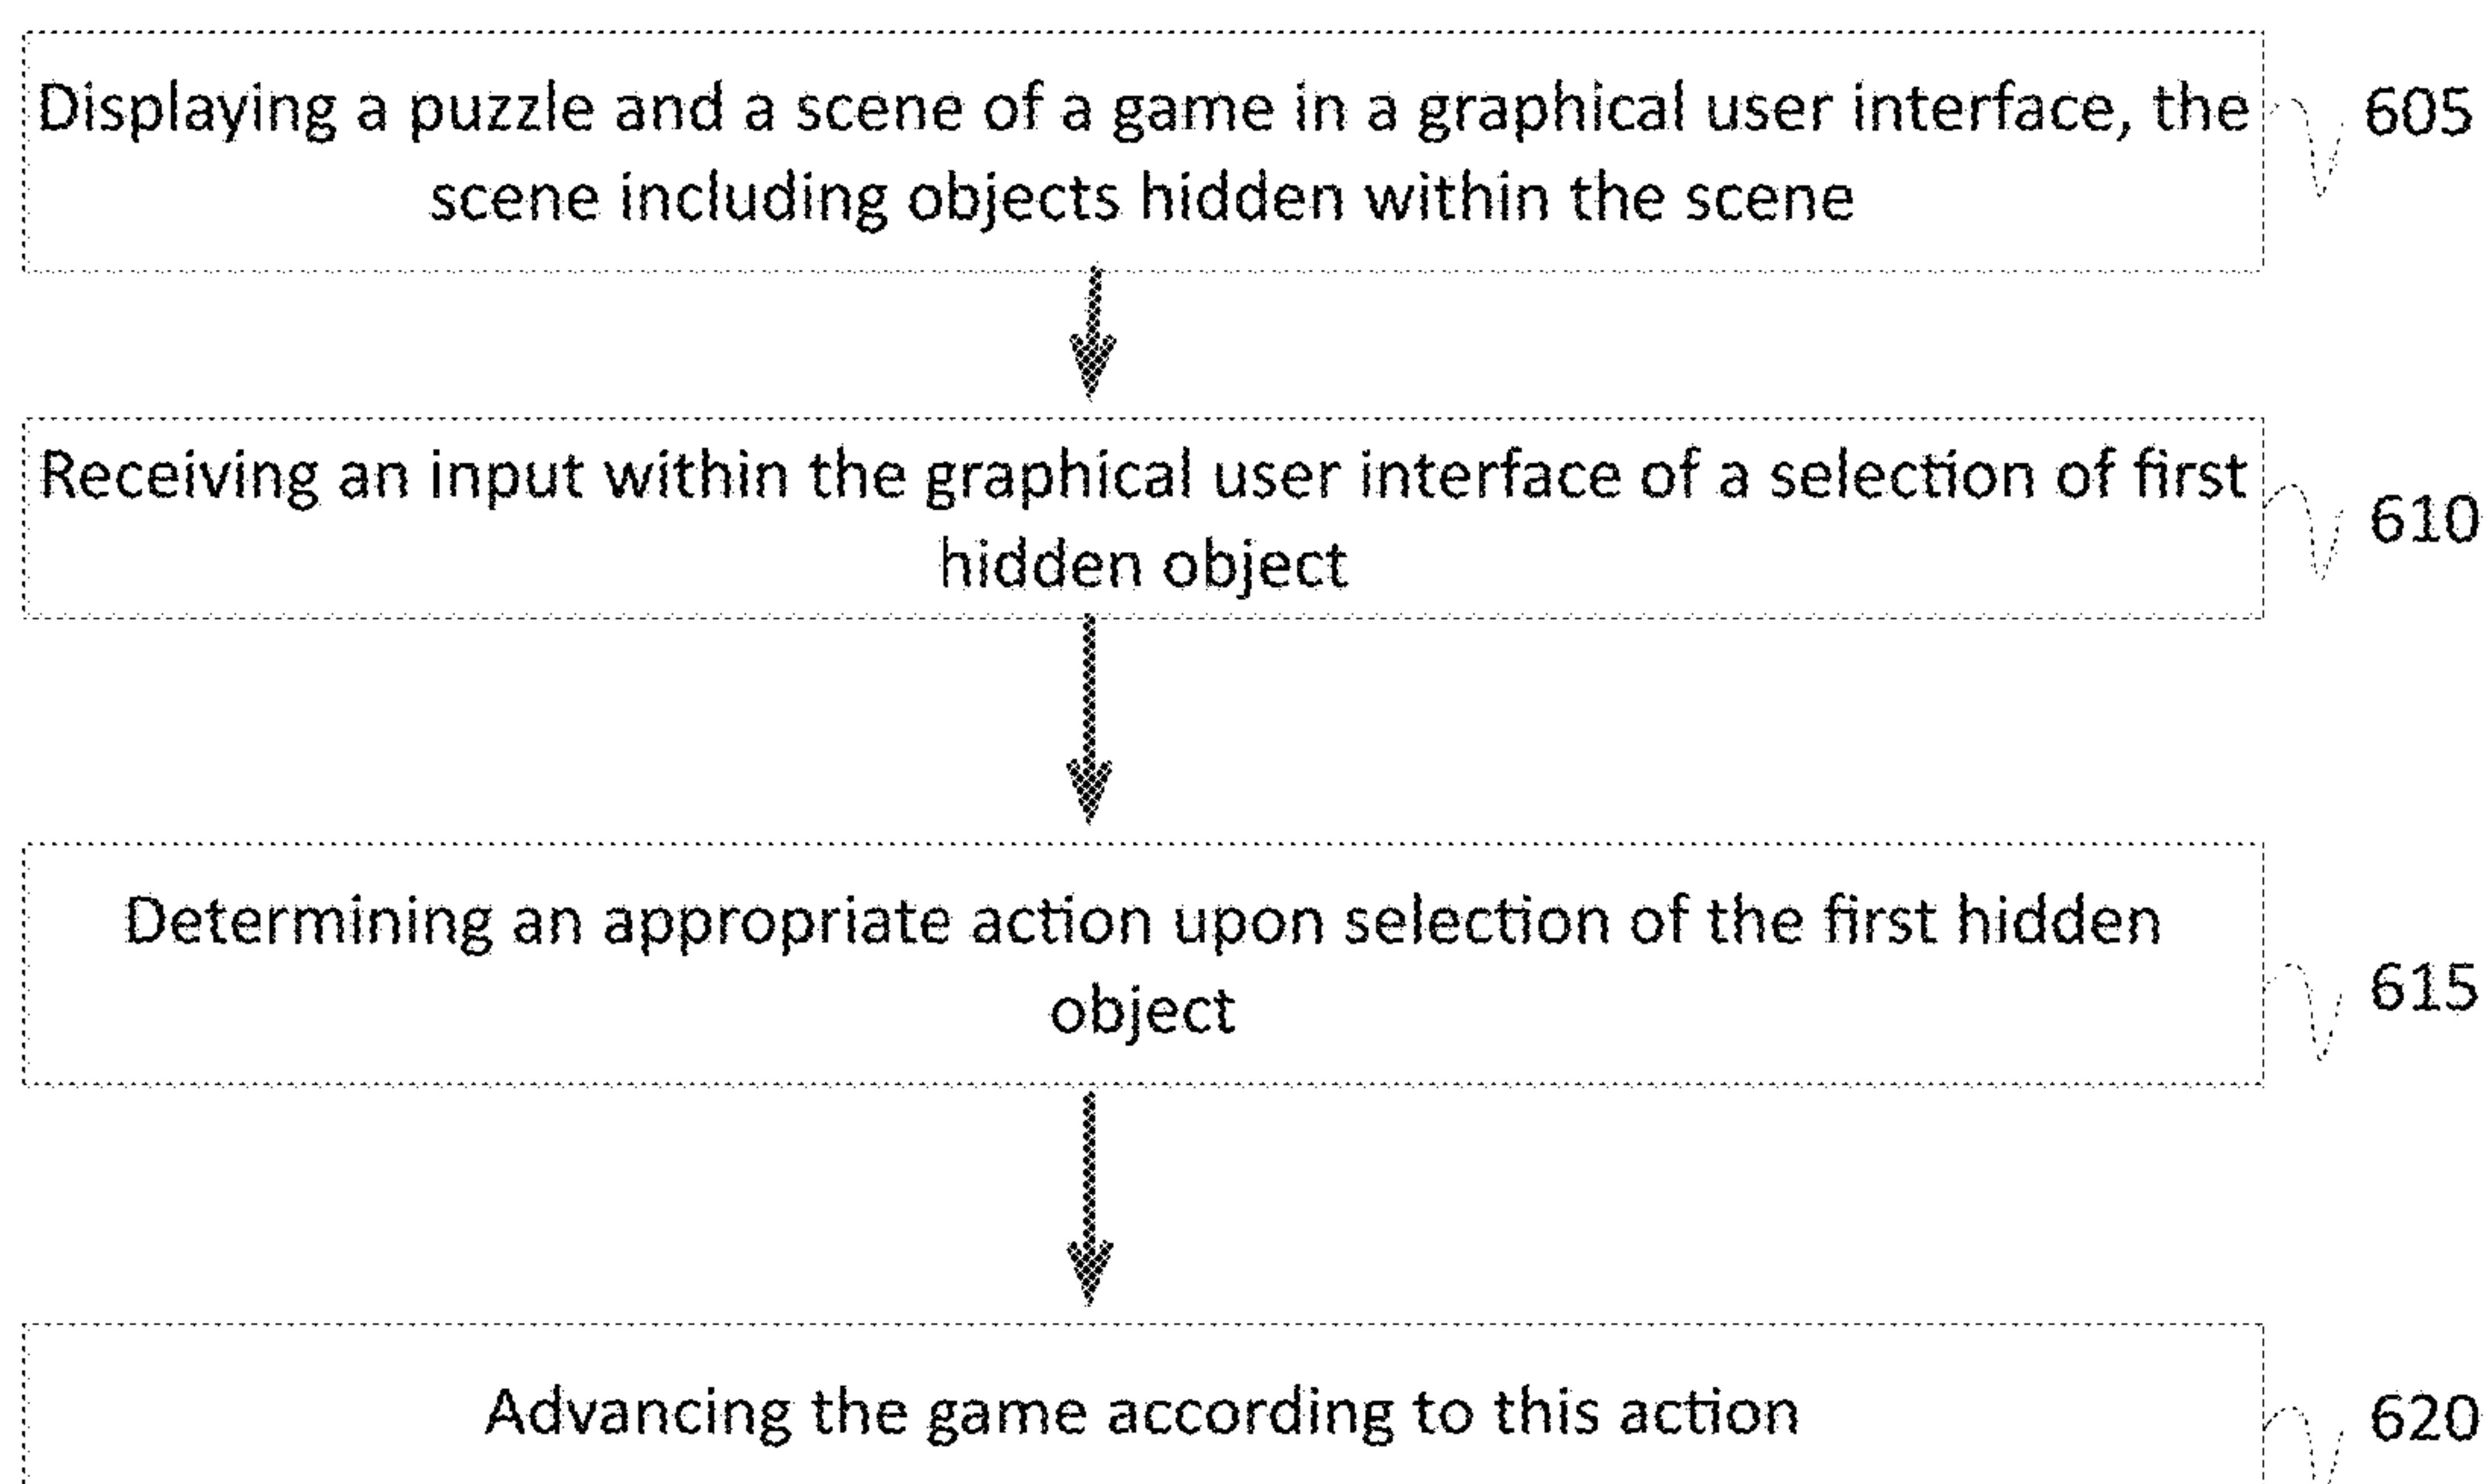 Displaying a puzzle and a scene of a game in a graphical user interface, the
scene including objects hidden within the scene
605
Receiving an input within the graphical user interface of a selection of first
hidden object
610
Determining an appropriate action upon selection of the first hidden
object
615
Advancing the game according to this action
620